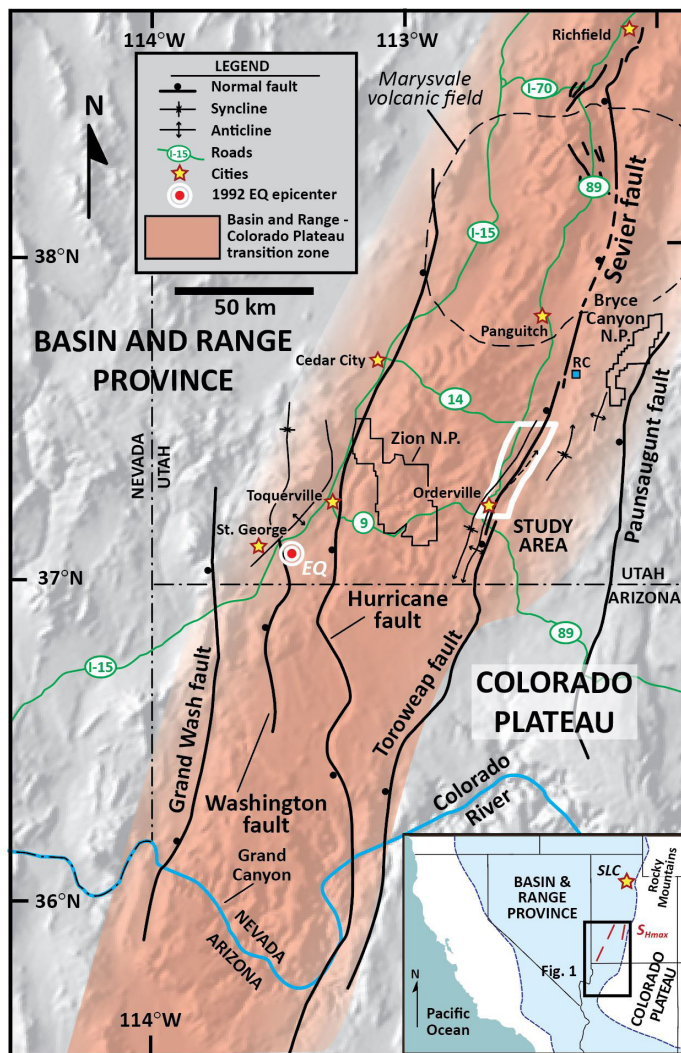 114°W
113°W
Richfield
LEGEND
Normal fault
Syncline
Anticline
I-15
Roads
Cities
1992 EQ epicenter
Basin and Range -
Colorado Plateau
transition zone
N
Marysvale
volcanic field
I-70
89
I-15
Sevier fault
38°N
50 km
BASIN AND RANGE
PROVINCE
Bryce
Canyon
N.P.
Panguitch
RC
Cedar City
14
Paunsaugunt fault
NEVADA
UTAH
Zion N.P.
Toquerville
Orderville
St. George
9
STUDY
AREA
EQ
37°N
UTAH
ARIZONA
Hurricane
fault
89
I-15
Grand Wash fault
Toroweap fault
COLORADO
PLATEAU
Washington
fault
Colorado
River
Grand
Canyon
36°N
NEVADA
ARIZONA
114°W
SLC
Rocky
Mountains
BASIN &
RANGE
PROVINCE
SHmax
Fig. 1
COLORADO
PLATEAU
N
Pacific
Ocean